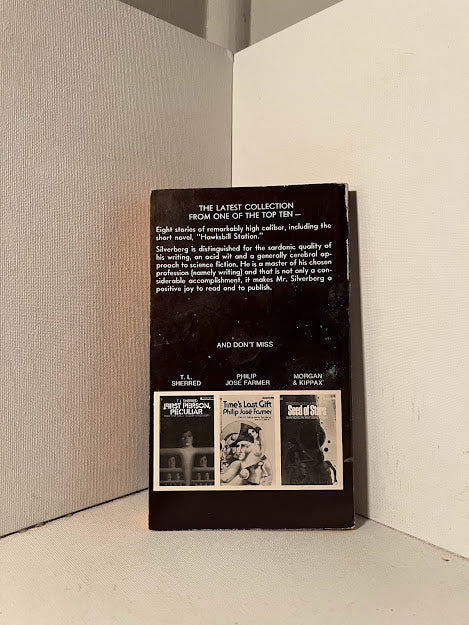 THE LATEST COLLECTION
FROM ONE OF THE TOP TEN —
Eight stories of remarkably high caliber, including the
short novel, "Hawksbill Station."
Silverberg is distinguished for the sardonic quality of
his writing, an acid wit and a generally cerebral ap-
proach to science fiction. He is a master of his chosen
profession (namely writing) and that is not only a con-
siderable accomplishment, it makes Mr. Silverberg a
positive joy to read and to publish.
AND DON'T MISS
T. L.
SHERRED
PHILIP
JOSÉ FARMER
MORGAN
& KIPPAX
T. L. SHERRED
FIRST PERSON,
PECULIAR
Time's Last Gift
Philip José Farmer
Seed of Stars